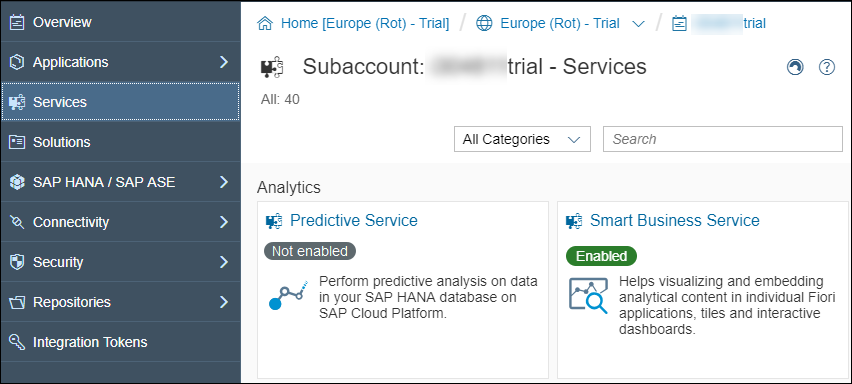 Overview
Applications
Services
Solutions
SAP HANA / SAP ASE
Connectivity
Security
Repositories
Integration Tokens
Home [Europe (Rot) - Trial] / Europe (Rot) - Trial / trial
Subaccount: trial - Services
All: 40
All Categories
Search
Analytics
Predictive Service
Not enabled
Perform predictive analysis on data
in your SAP HANA database on
SAP Cloud Platform.
Smart Business Service
Enabled
Helps visualizing and embedding
analytical content in individual Fiori
applications, tiles and interactive
dashboards.